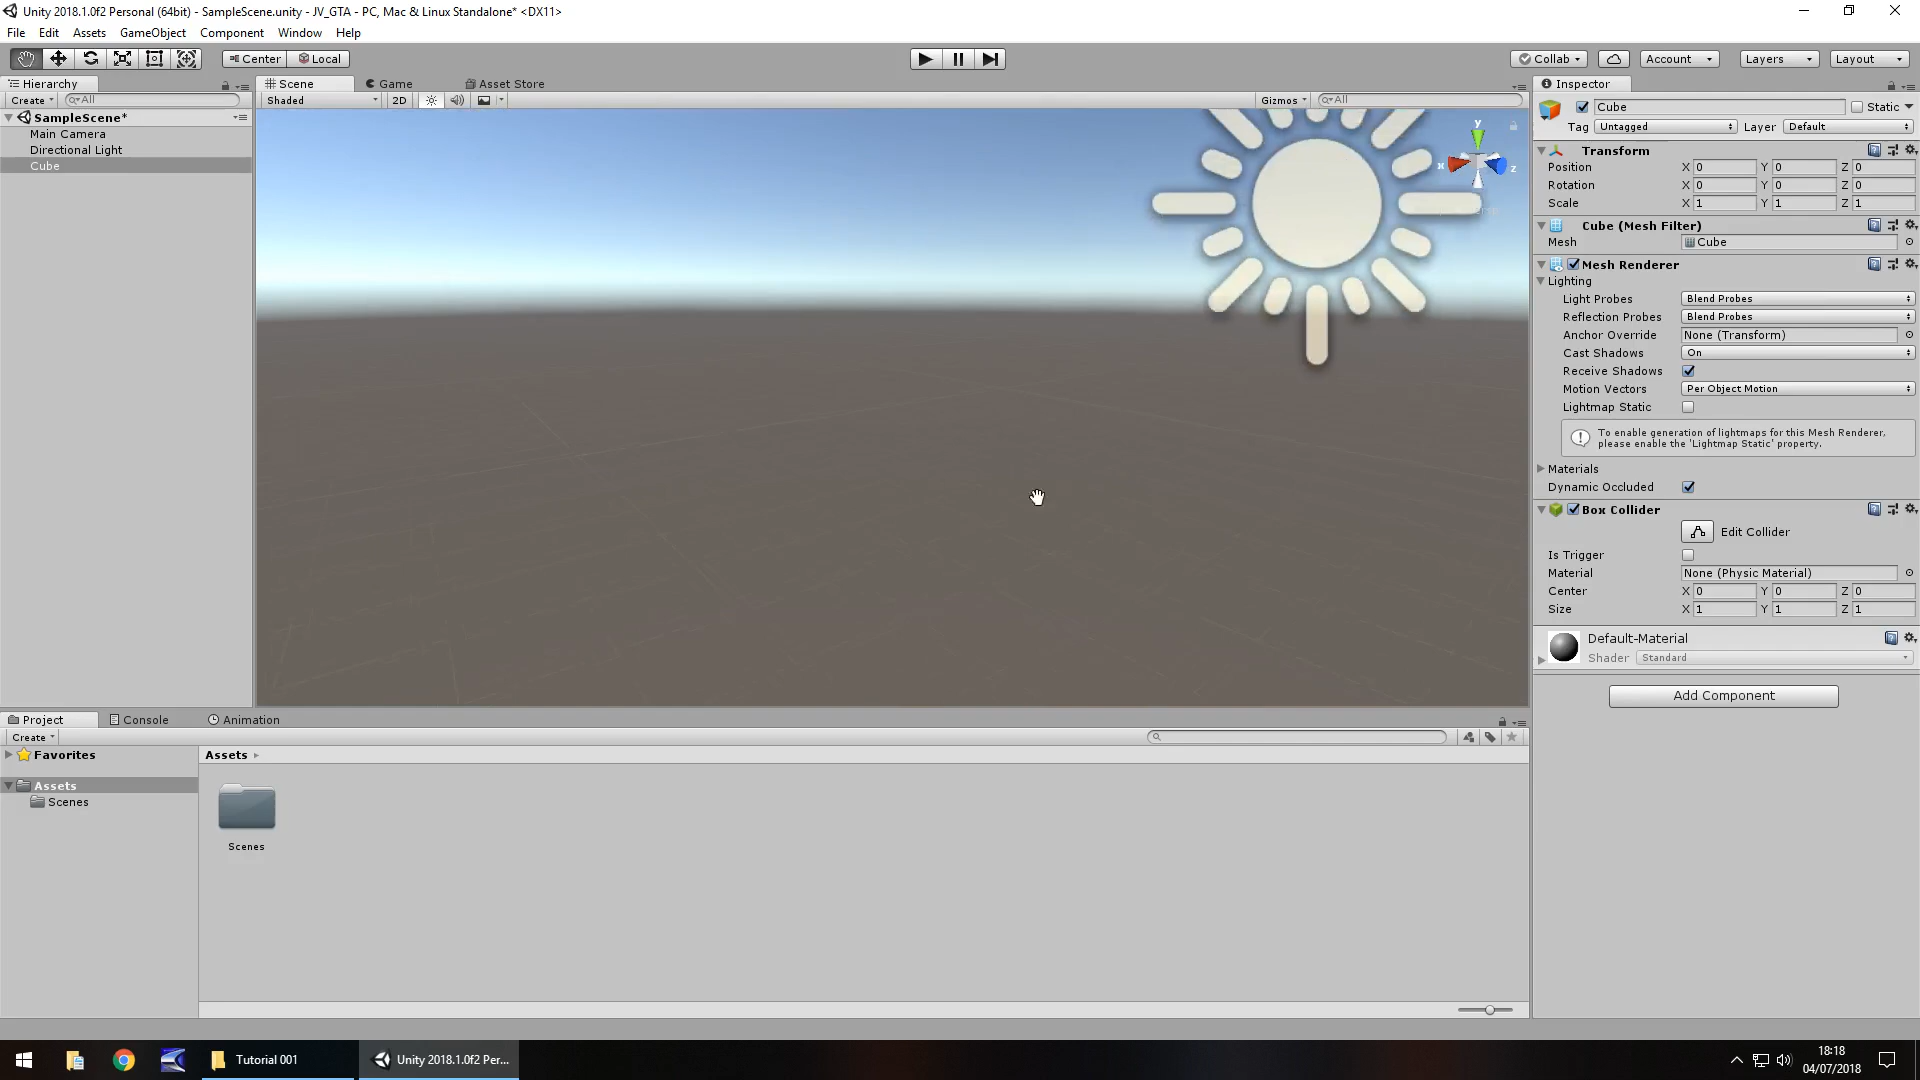 Unity 2018.1.0f2 Personal (64bit) - SampleScene.unity - JV_GTA - PC, Mac & Linux Standalone* <DX11>
File Edit Assets GameObject Component Window Help
Center Local Collab Account Layers Layout
Hierarchy
Create All
SampleScene*
Main Camera
Directional Light
Cube
Scene Game Asset Store
Shaded 2D Gizmos All
y
x z
Inspector
Cube Static
Tag Untagged Layer Default
Transform
Position X 0 Y 0 Z 0
Rotation X 0 Y 0 Z 0
Scale X 1 Y 1 Z 1
Cube (Mesh Filter)
Mesh Cube
Mesh Renderer
Lighting
Light Probes Blend Probes
Reflection Probes Blend Probes
Anchor Override None (Transform)
Cast Shadows On
Receive Shadows
Motion Vectors Per Object Motion
Lightmap Static
To enable generation of lightmaps for this Mesh Renderer,
please enable the 'Lightmap Static' property.
Materials
Dynamic Occluded
Box Collider
Edit Collider
Is Trigger
Material None (Physic Material)
Center X 0 Y 0 Z 0
Size X 1 Y 1 Z 1
Default-Material
Shader Standard
Add Component
Project Console Animation
Create
Favorites
Assets
Scenes
Assets
Scenes
Tutorial 001
Unity 2018.1.0f2 Per...
18:18
04/07/2018